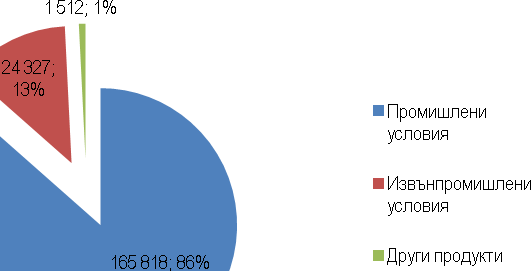 1 512; 1%
24 327;
13%
165 818; 86%
Промишлени
условия
Извънпромишлени
условия
Други продукти